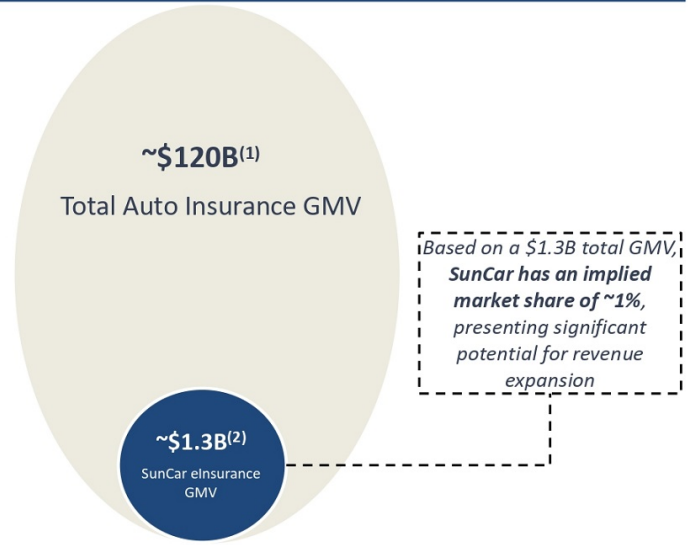 ~$120B(1)
Total Auto Insurance GMV
Based on a $1.3B total GMV,
SunCar has an implied
market share of ~1%,
presenting significant
potential for revenue
expansion
~$1.3B(2)
SunCar eInsurance
GMV